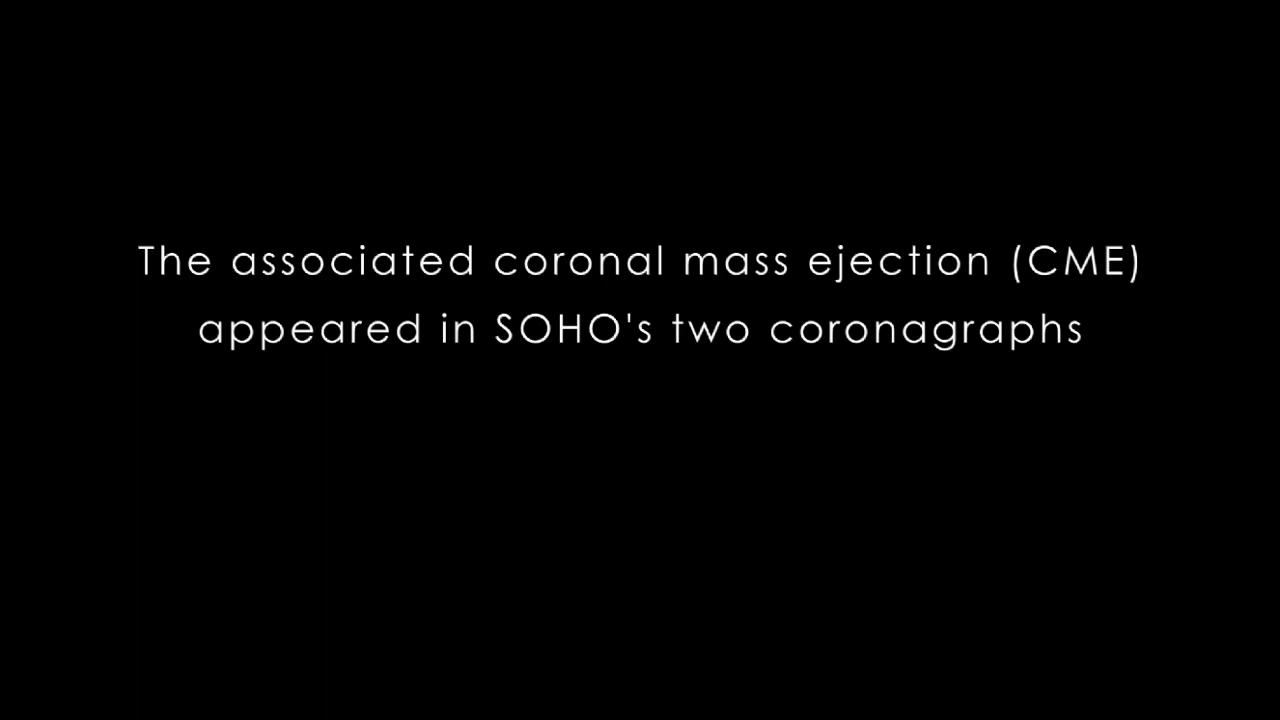 The associated coronal mass ejection (CME)
appeared in SOHO's two coronagraphs